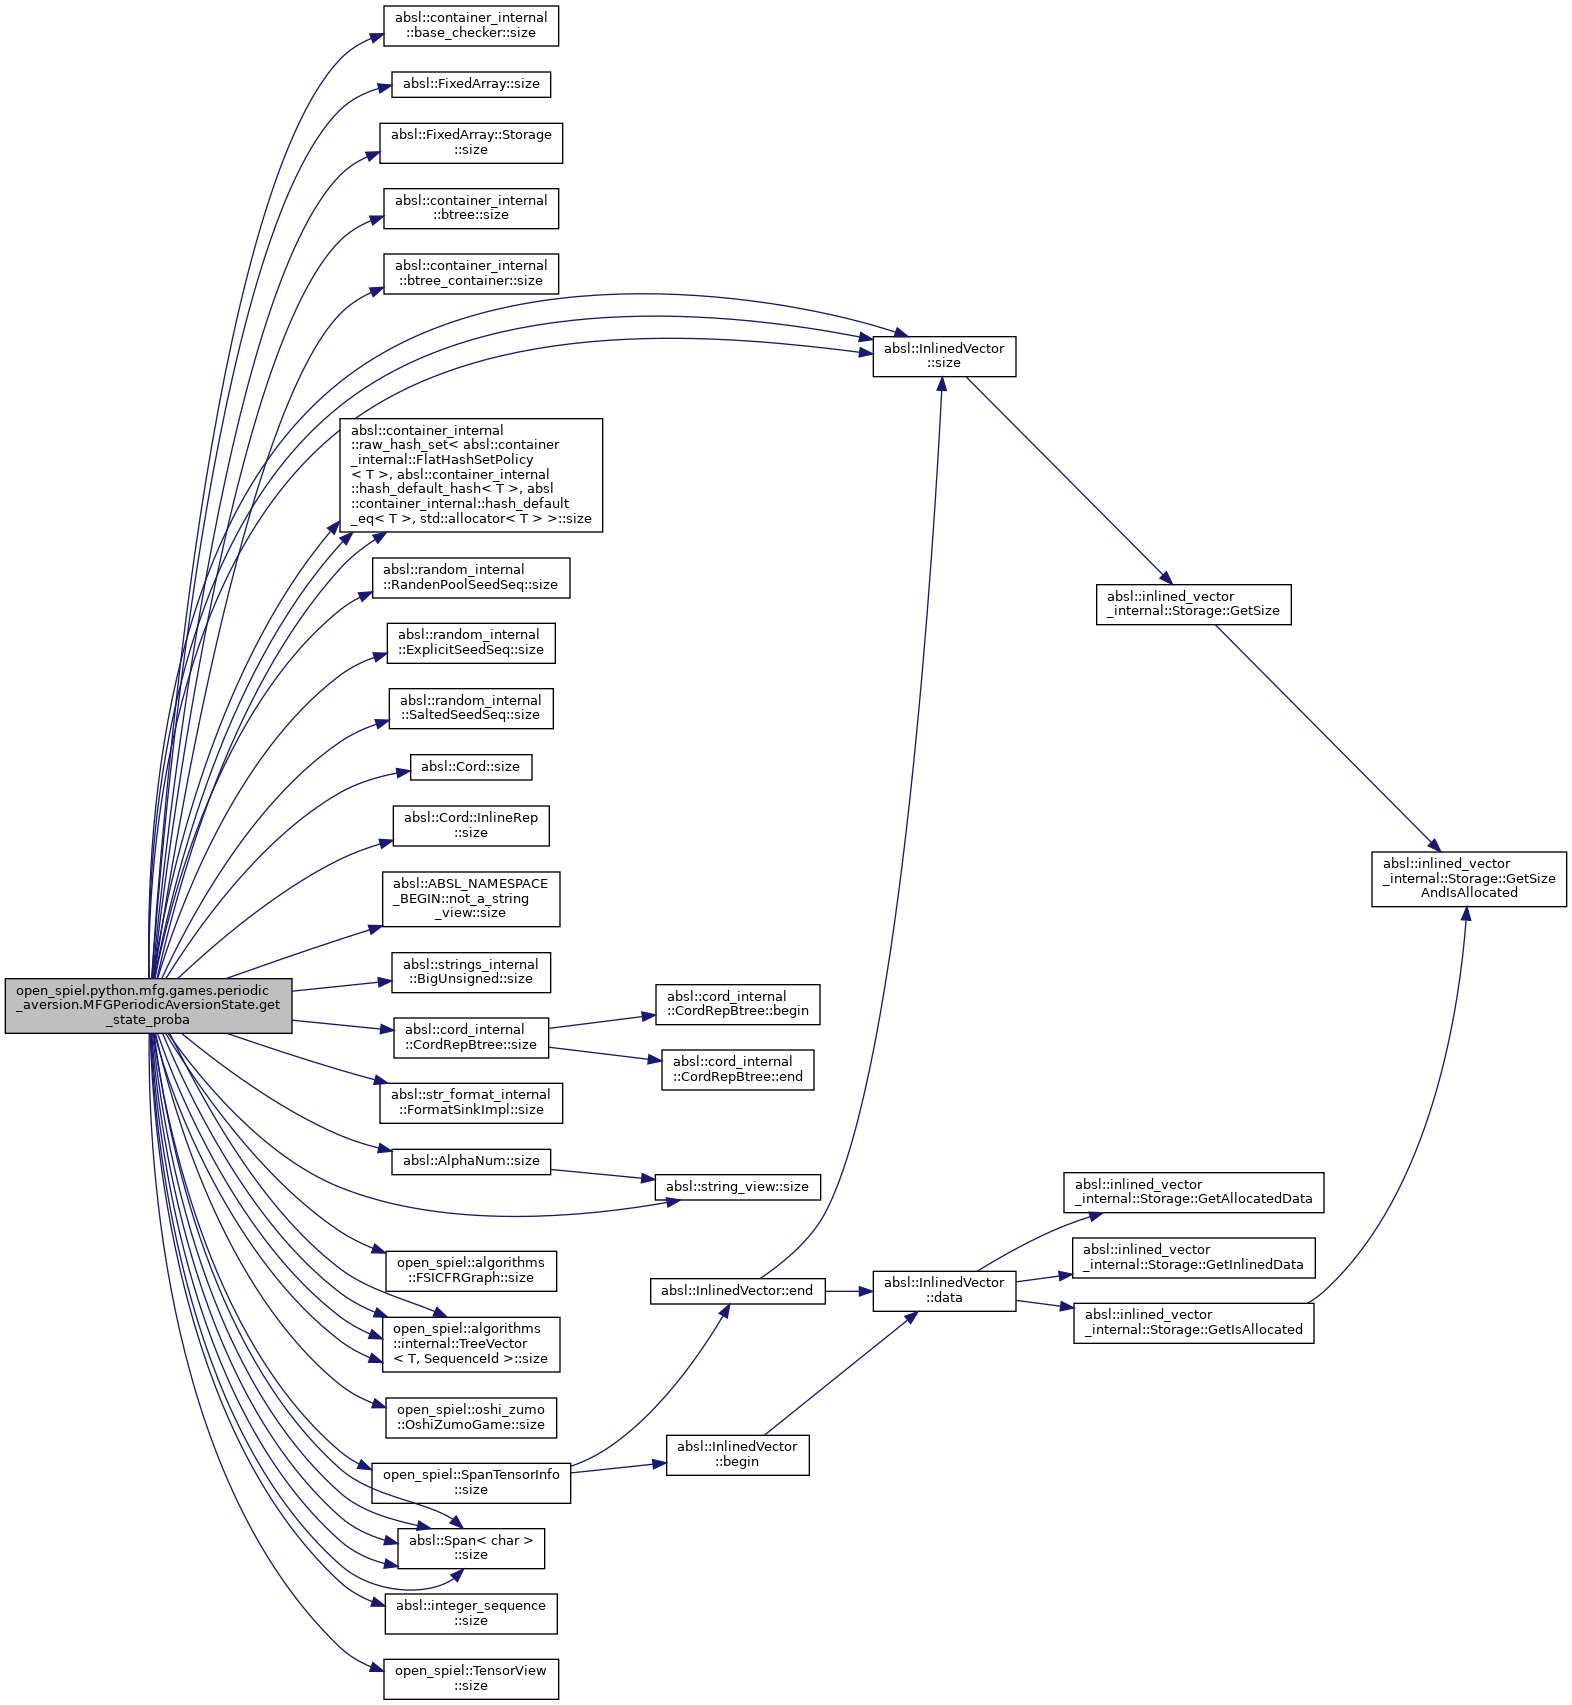 absl::container_internal
::base_checker::size
absl::FixedArray::size
absl::FixedArray::Storage
::size
absl::container_internal
::btree::size
absl::container_internal
::btree_container::size
absl::InlinedVector
::size
absl::container_internal
::raw_hash_set< absl::container
_internal::FlatHashSetPolicy
< T >, absl::container_internal
::hash_default_hash< T >, absl
::container_internal::hash_default
_eq< T >, std::allocator< T > >::size
absl::random_internal
::RandenPoolSeedSeq::size
absl::inlined_vector
_internal::Storage::GetSize
absl::random_internal
::ExplicitSeedSeq::size
absl::random_internal
::SaltedSeedSeq::size
absl::Cord::size
absl::Cord::InlineRep
::size
absl::inlined_vector
_internal::Storage::GetSize
AndIsAllocated
absl::ABSL_NAMESPACE
_BEGIN::not_a_string
_view::size
absl::strings_internal
::BigUnsigned::size
open_spiel.python.mfg.games.periodic
_aversion.MFGPeriodicAversionState.get
_state_proba
absl::cord_internal
::CordRepBtree::begin
absl::cord_internal
::CordRepBtree::size
absl::cord_internal
::CordRepBtree::end
absl::str_format_internal
::FormatSinkImpl::size
absl::AlphaNum::size
absl::string_view::size
absl::inlined_vector
_internal::Storage::GetAllocatedData
absl::inlined_vector
_internal::Storage::GetInlinedData
open_spiel::algorithms
::FSICFRGraph::size
absl::InlinedVector::end
absl::InlinedVector
::data
absl::inlined_vector
_internal::Storage::GetIsAllocated
open_spiel::algorithms
::internal::TreeVector
< T, SequenceId >::size
open_spiel::oshi_zumo
::OshiZumoGame::size
absl::InlinedVector
::begin
open_spiel::SpanTensorInfo
::size
absl::Span< char >
::size
absl::integer_sequence
::size
open_spiel::TensorView
::size